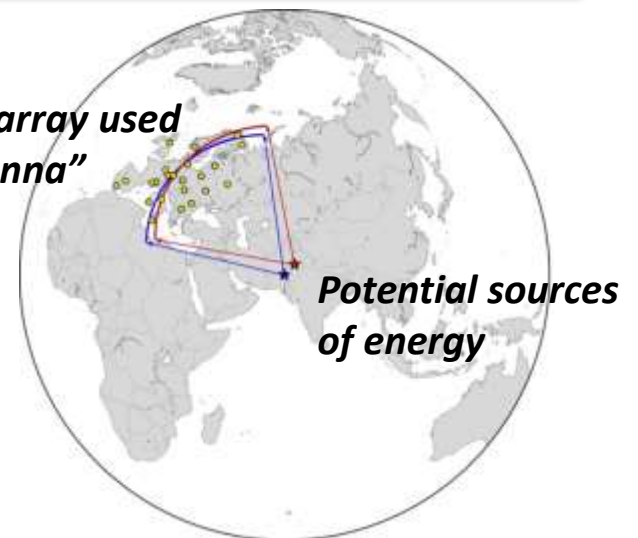 array used
nna”
Potential sources
of energy